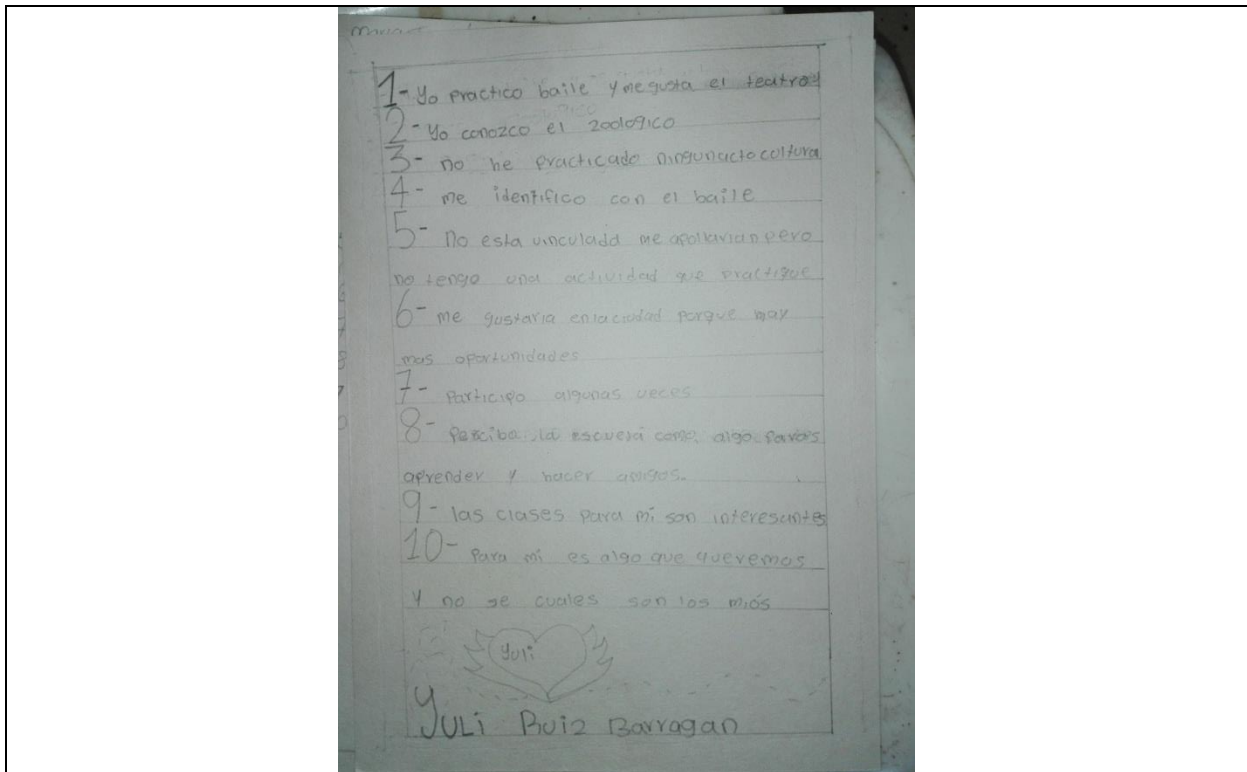 1- Yo practico baile y me gusta el teatro y
2- Yo conozco el zoologico
3- no he practicado ningun acto cultura
4- me identifico con el baile
5- No esta vinculada me apollarian pero
no tengo una actividad que practique
6- me gustaria en la ciudad porque hay
mas oportunidades
7- Participo algunas veces
8- Percibo la escuela como algo para
aprender y hacer amigos.
9- las clases para mi son interesantes
10- Para mi es algo que queremos
y no se cuales son los miós
Yuli
YULi Ruiz Barragan